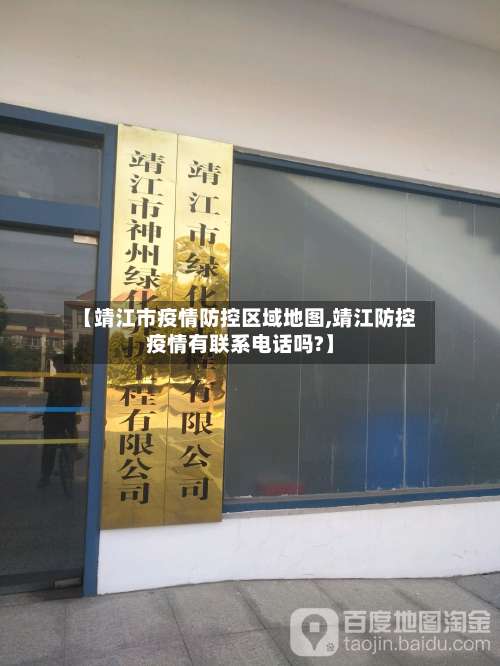 靖江市神州绿化
程有限公司
靖江市绿化
程有限公司
【靖江市疫情防控区域地图,靖江防控
疫情有联系电话吗?】
百度地图淘金
taojin.baidu.com